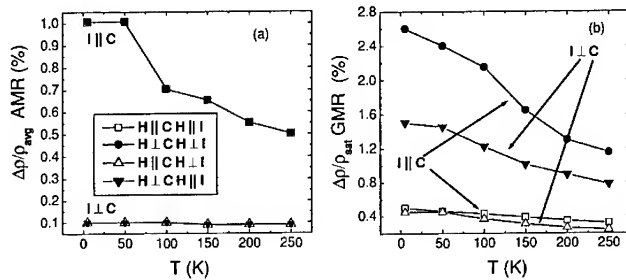 (a)
I∥C
I⊥C
H∥C H∥I
H⊥C H⊥I
H∥C H⊥I
H⊥C H∥I
Δρ/ρavg AMR (%)
1.0
0.9
0.8
0.7
0.6
0.5
0.4
0.3
0.2
0.1
0 50 100 150 200 250
T (K)
(b)
I⊥C
I∥C
Δρ/ρsat GMR (%)
2.8
2.4
2.0
1.6
1.2
0.8
0.4
0 50 100 150 200 250
T (K)